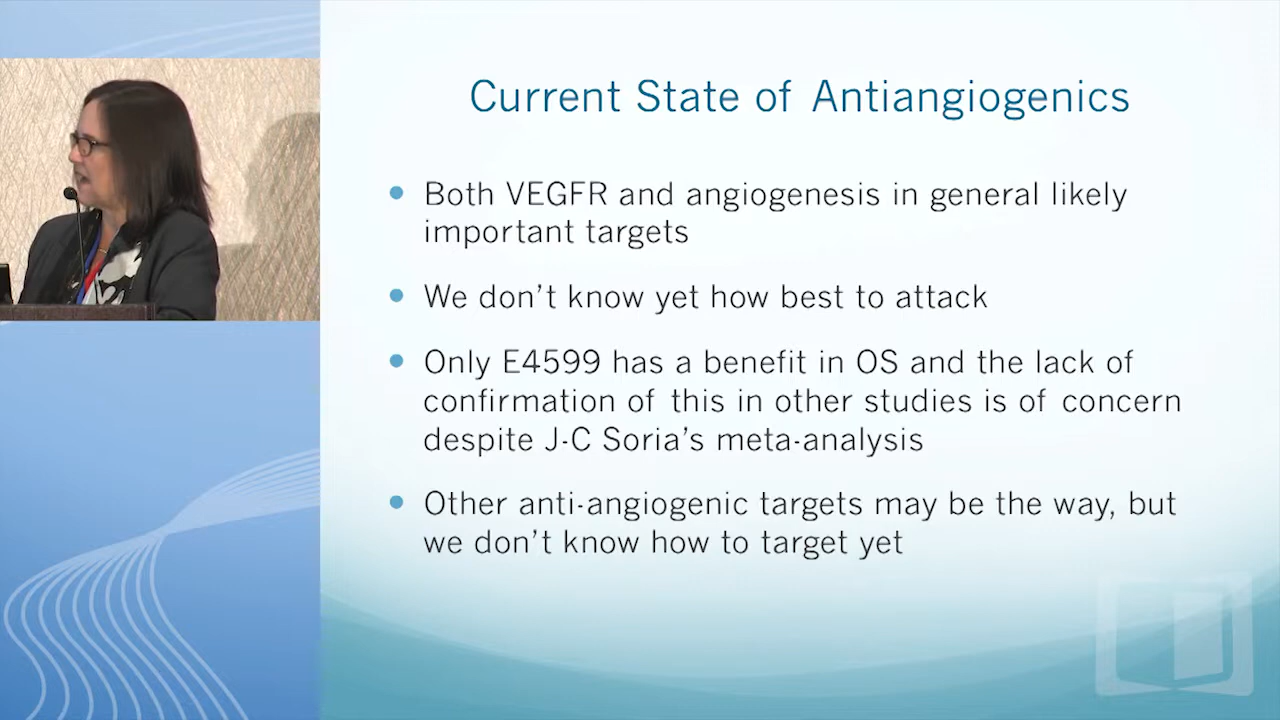 Current State of Antiangiogenics
• Both VEGFR and angiogenesis in general likely
important targets
• We don't know yet how best to attack
• Only E4599 has a benefit in OS and the lack of
confirmation of this in other studies is of concern
despite J-C Soria's meta-analysis
• Other anti-angiogenic targets may be the way, but
we don't know how to target yet